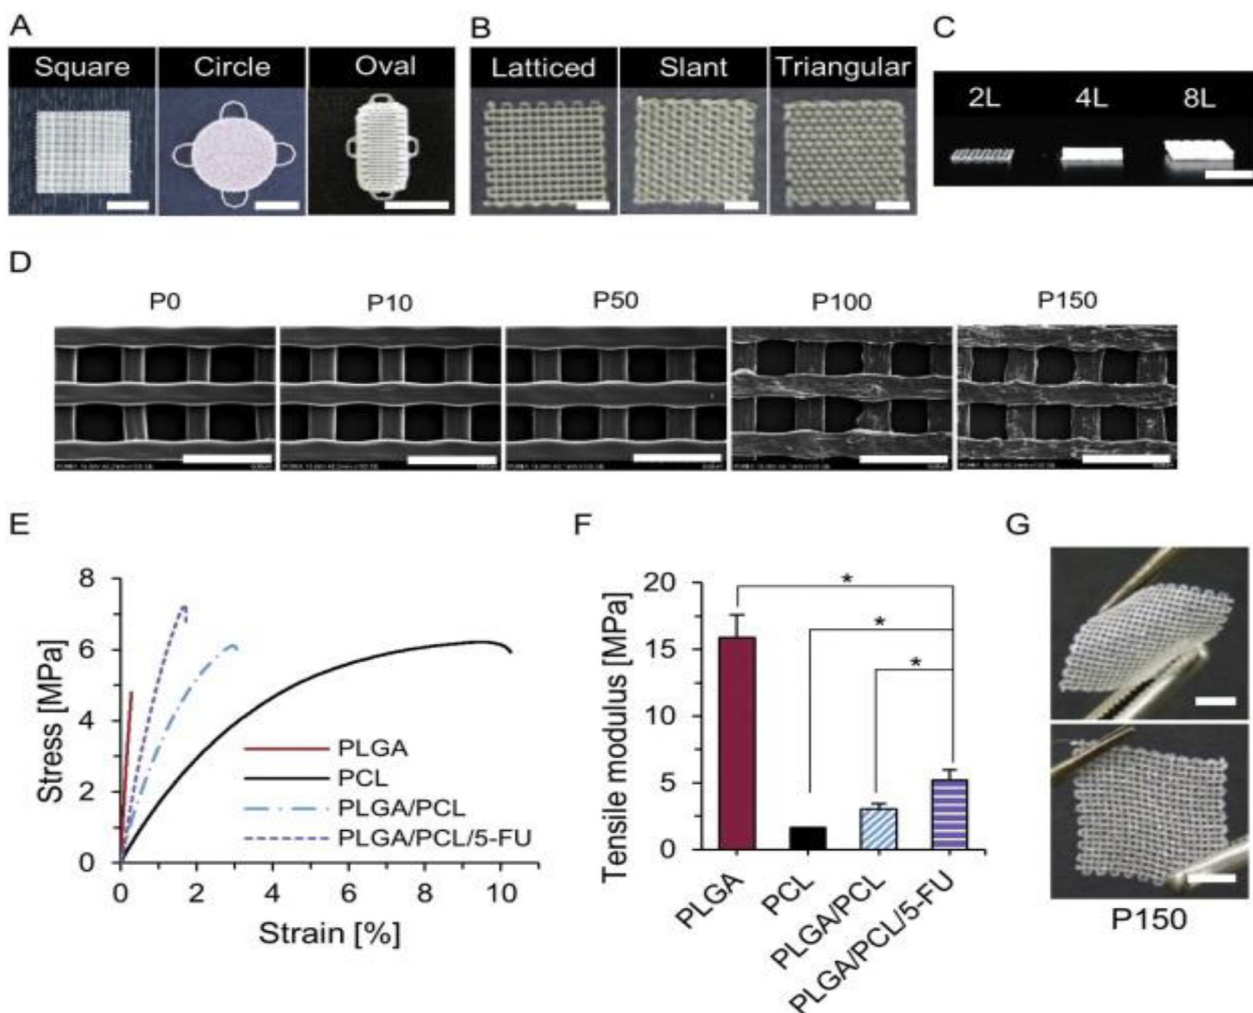 A
B
C
Square
Circle
Oval
Latticed
Slant
Triangular
2L
4L
8L
D
P0
P10
P50
P100
P150
E
F
G
8
6
4
2
0
Stress [MPa]
PLGA
PCL
PLGA/PCL
PLGA/PCL/5-FU
0
2
4
6
8
10
Strain [%]
20
15
10
5
0
Tensile modulus [MPa]
*
*
*
PLGA
PCL
PLGA/PCL
PLGA/PCL/5-FU
P150